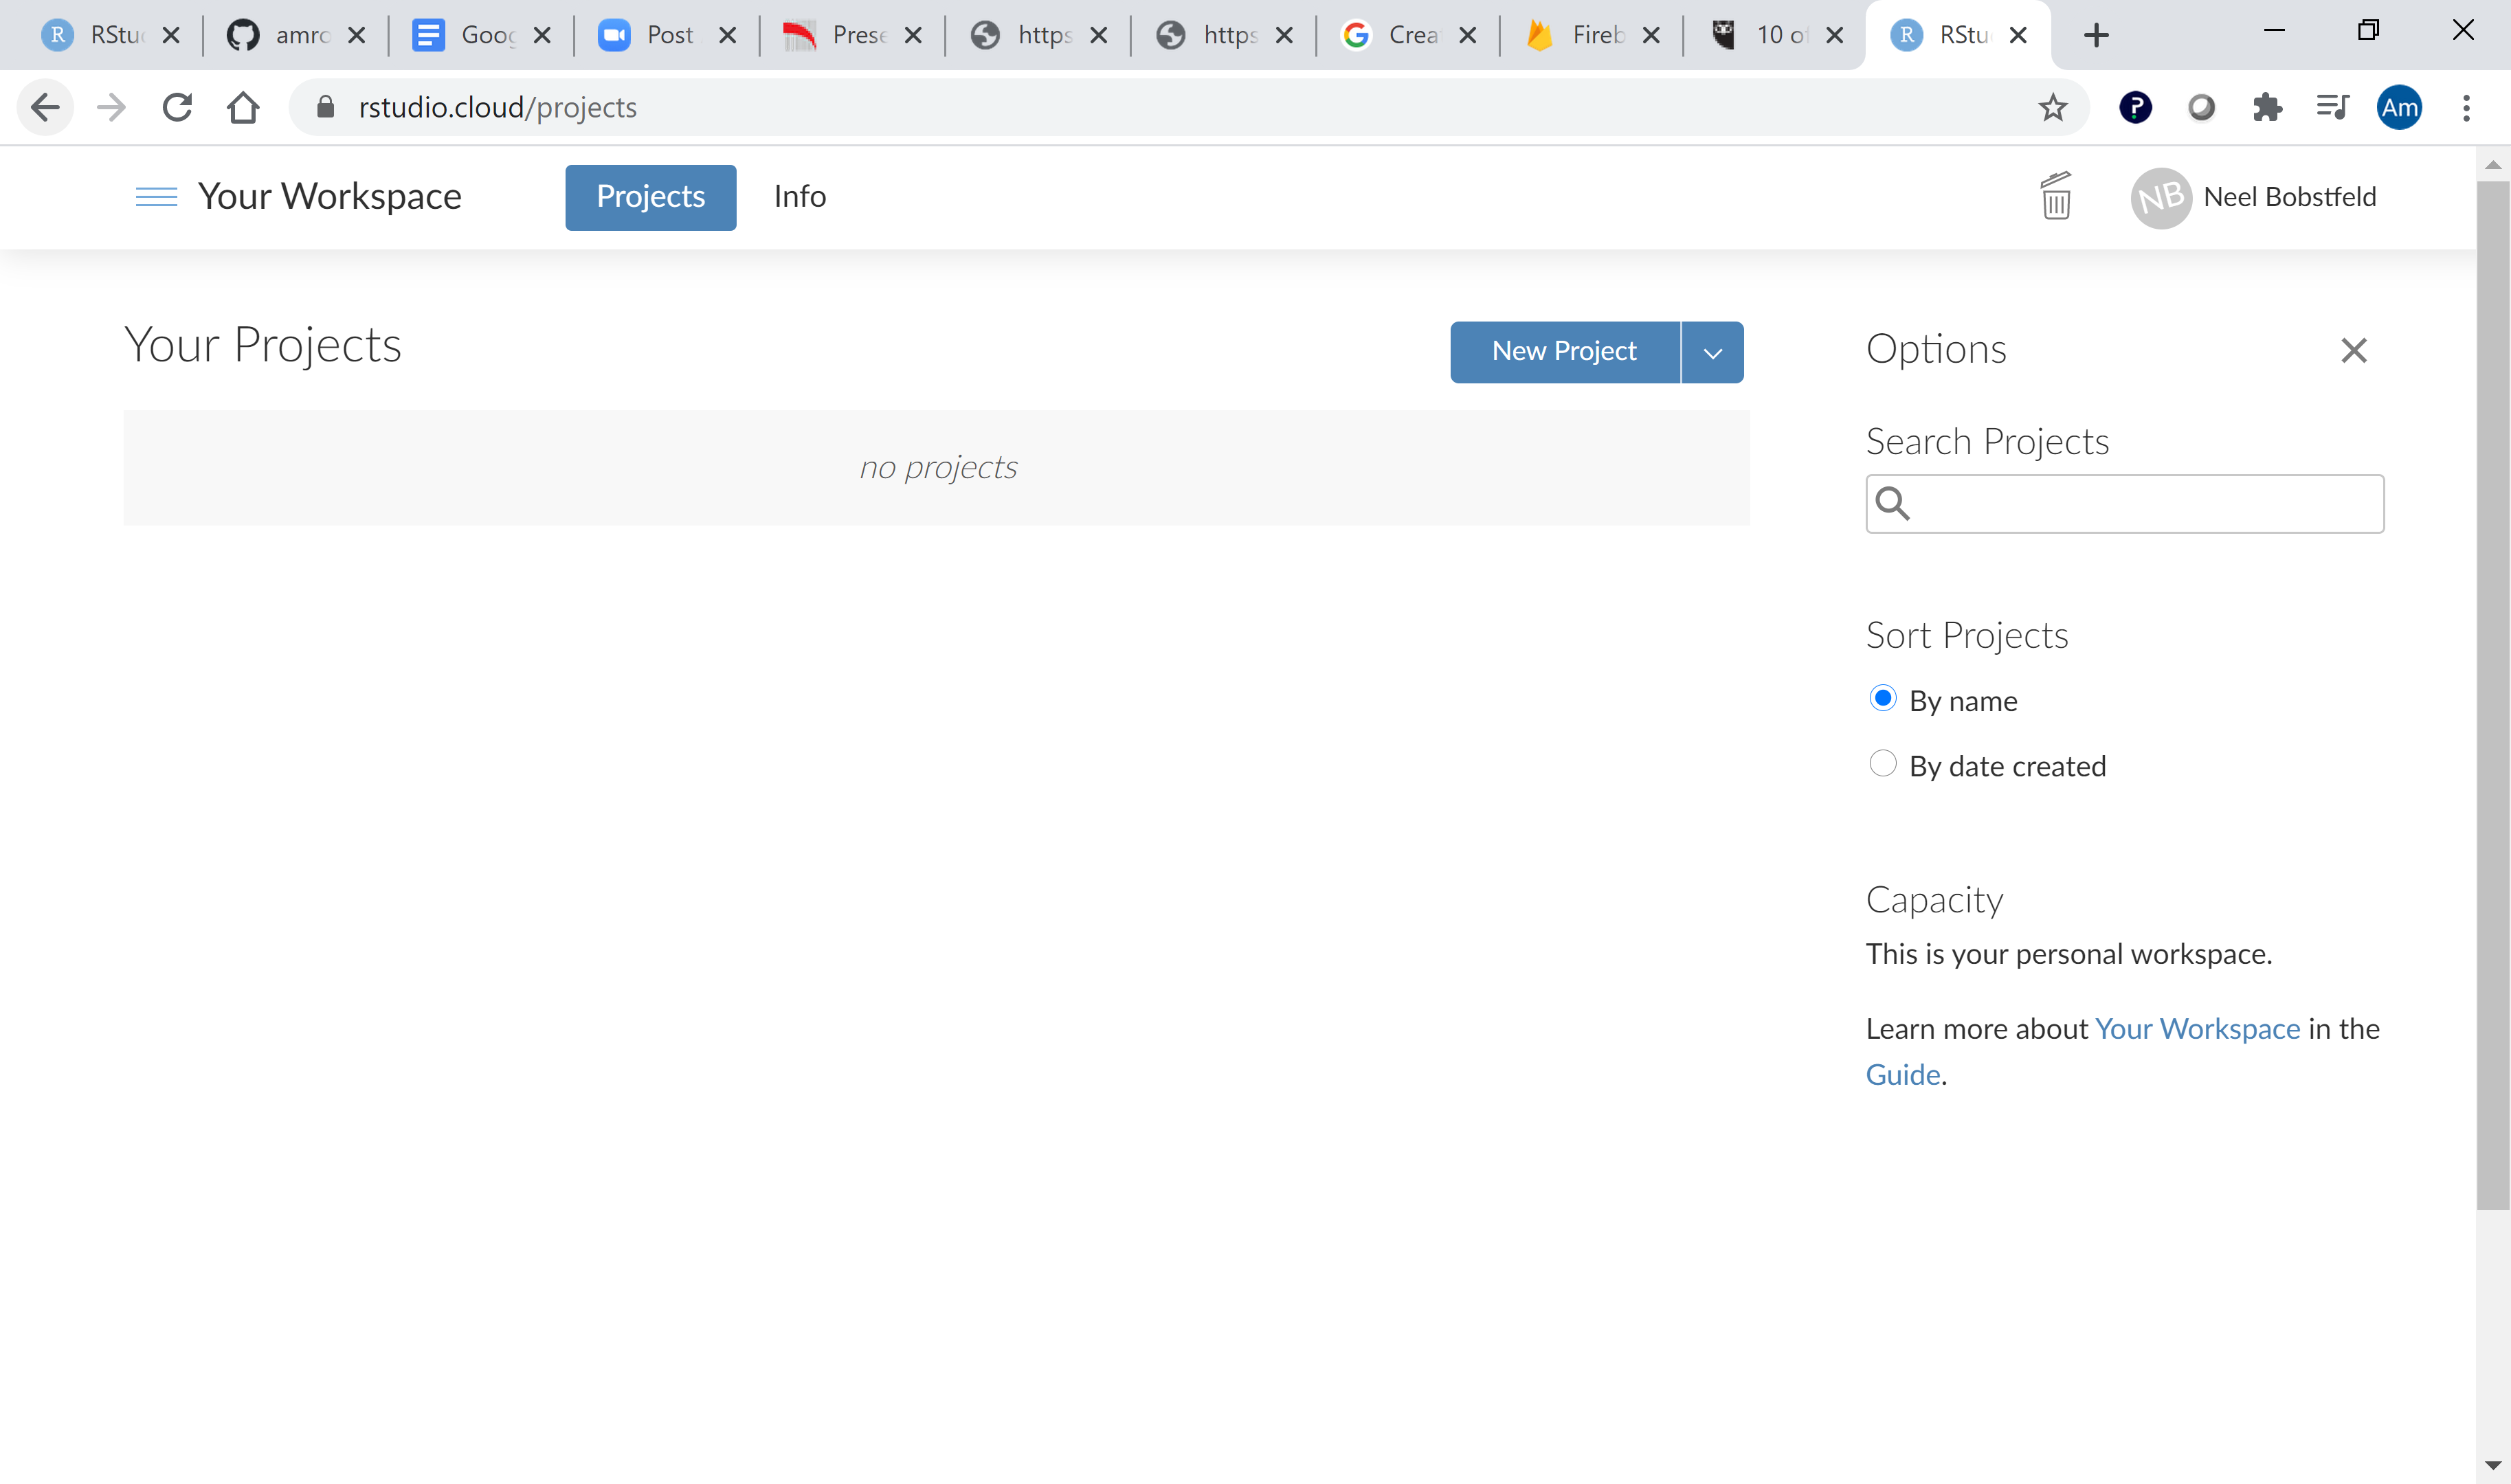 R RStu amro Goog Post Prese https https Crea Fireb 10 of R RStu
rstudio.cloud/projects Am
Your Workspace Projects Info NB Neel Bobstfeld
Your Projects New Project Options
Search Projects
no projects
Sort Projects
By name
By date created
Capacity
This is your personal workspace.
Learn more about Your Workspace in the
Guide.